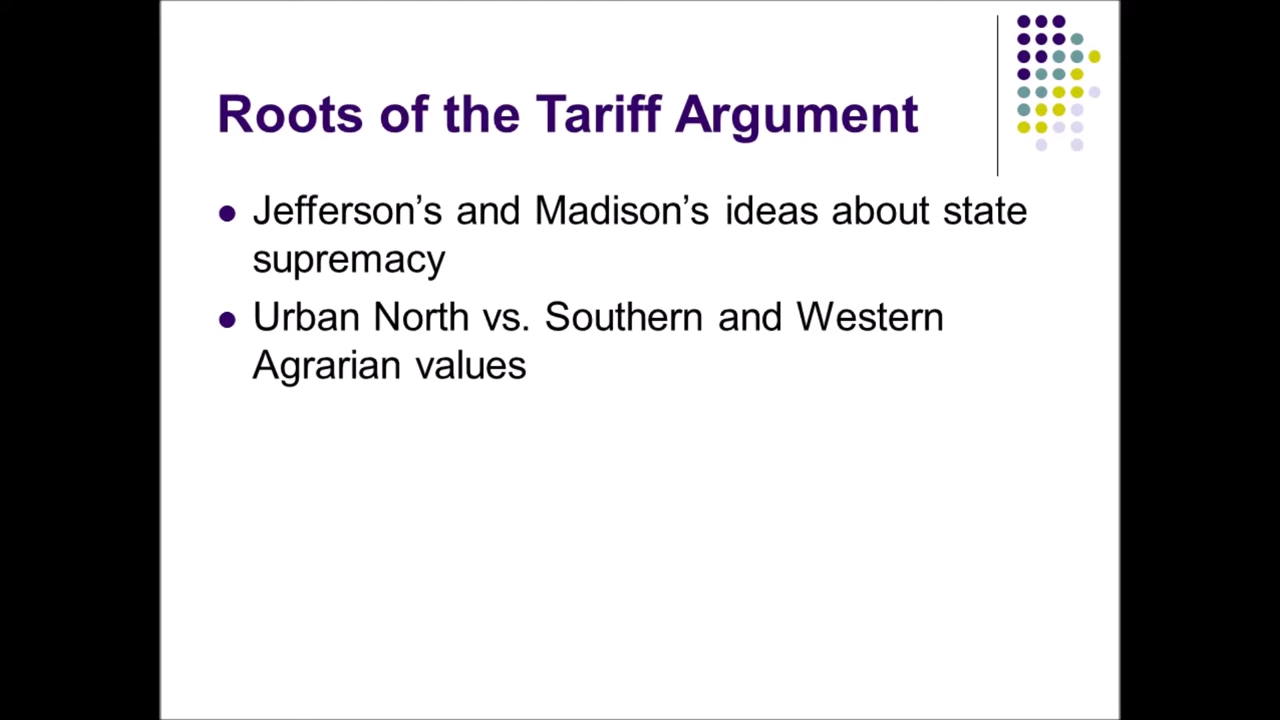 Roots of the Tariff Argument
Jefferson’s and Madison’s ideas about state
supremacy
Urban North vs. Southern and Western
Agrarian values